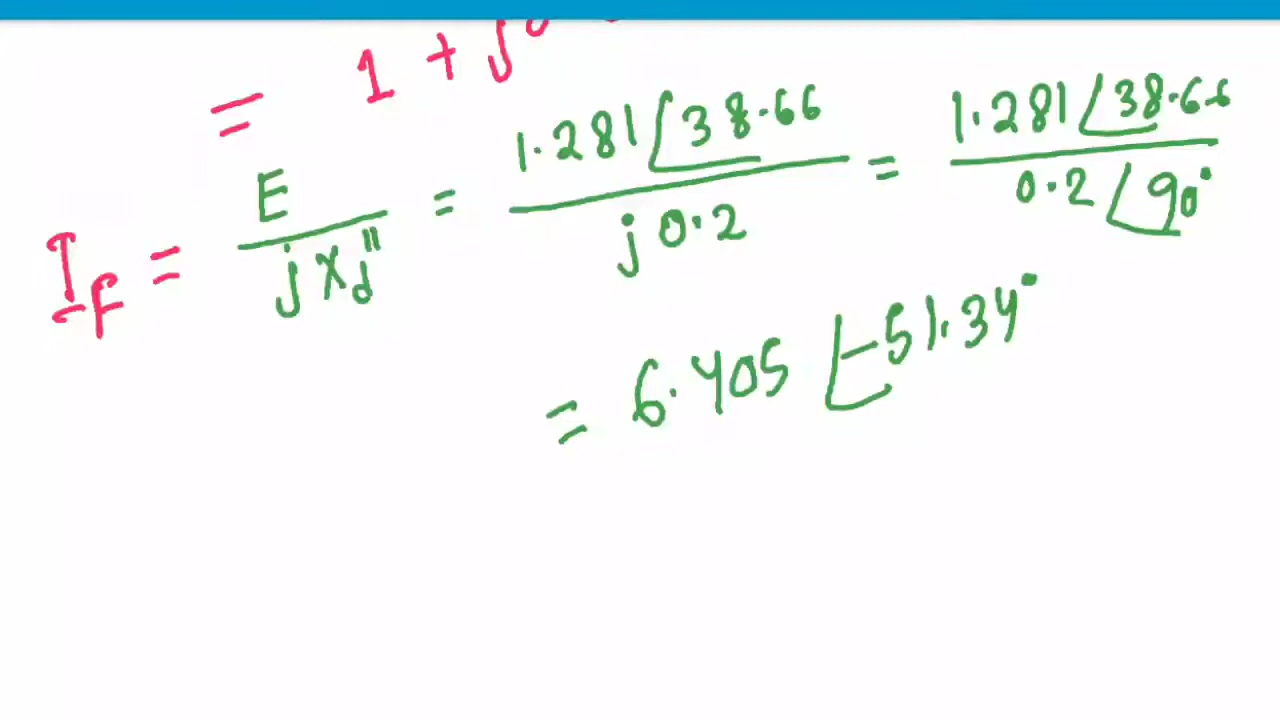 = 1 + j0
I_F = E / jX_d'' = 1.281∠38.66 / j0.2 = 1.281∠38.66 / 0.2∠90°
= 6.405 ∠-51.34°